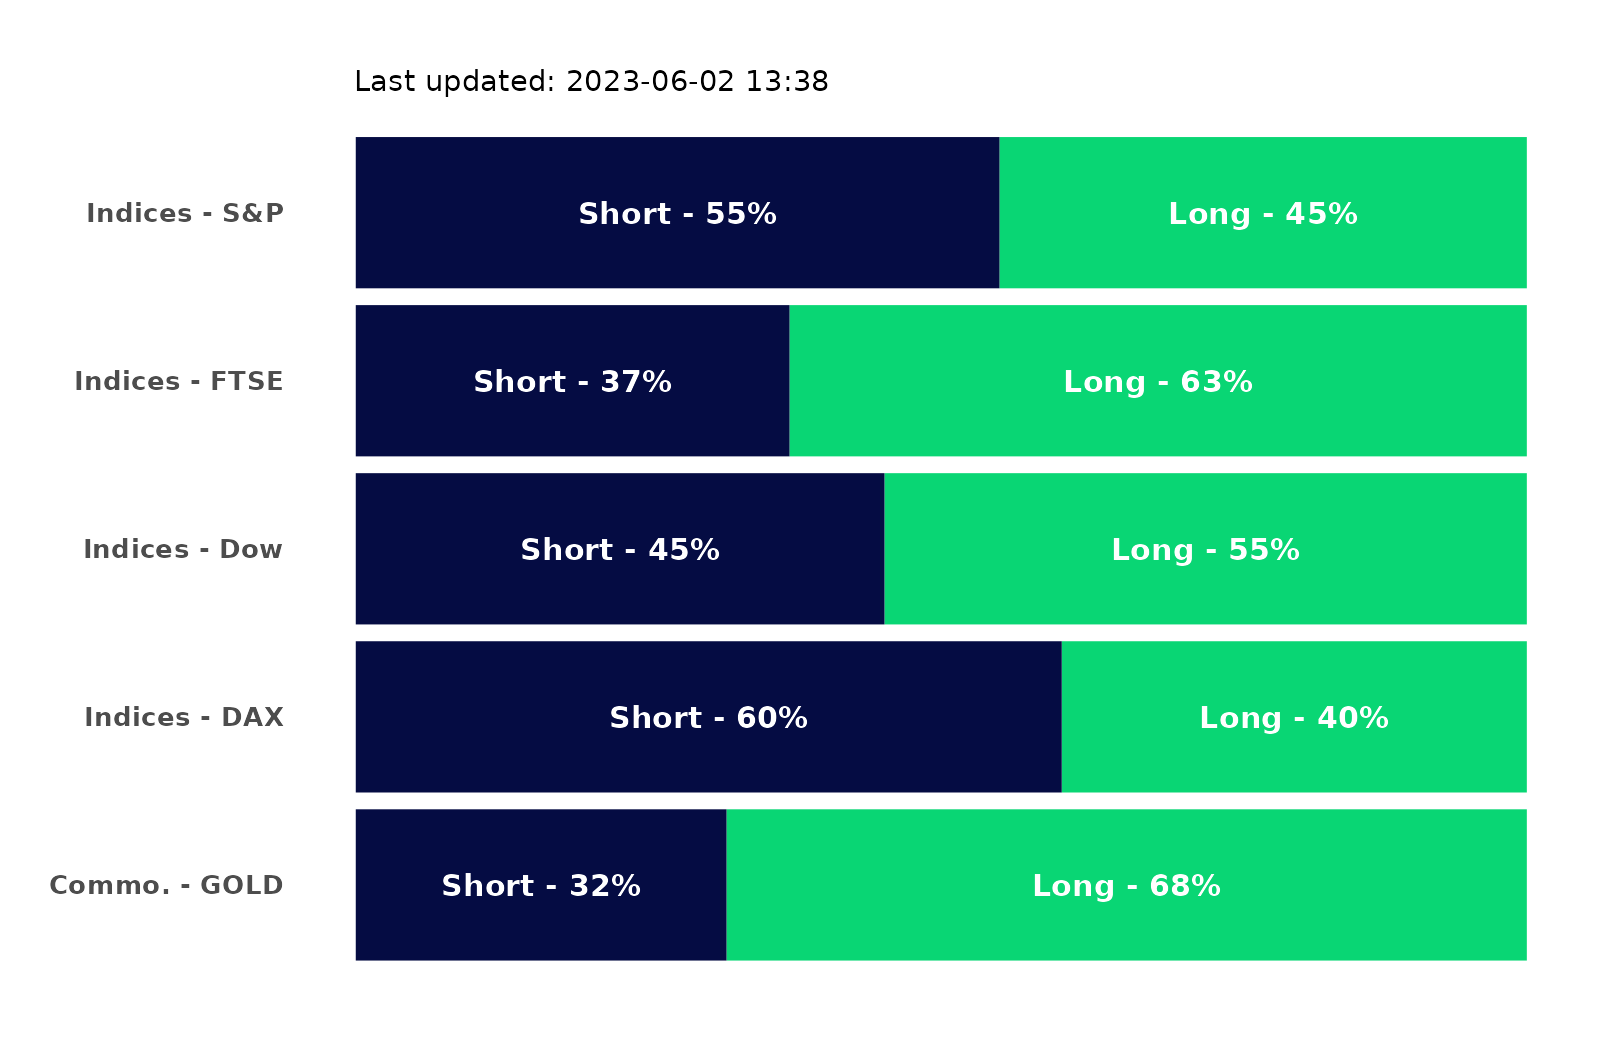 Last updated: 2023-06-02 13:38
Indices - S&P
Short - 55%
Long - 45%
Indices - FTSE
Short - 37%
Long - 63%
Indices - Dow
Short - 45%
Long - 55%
Indices - DAX
Short - 60%
Long - 40%
Commo. - GOLD
Short - 32%
Long - 68%